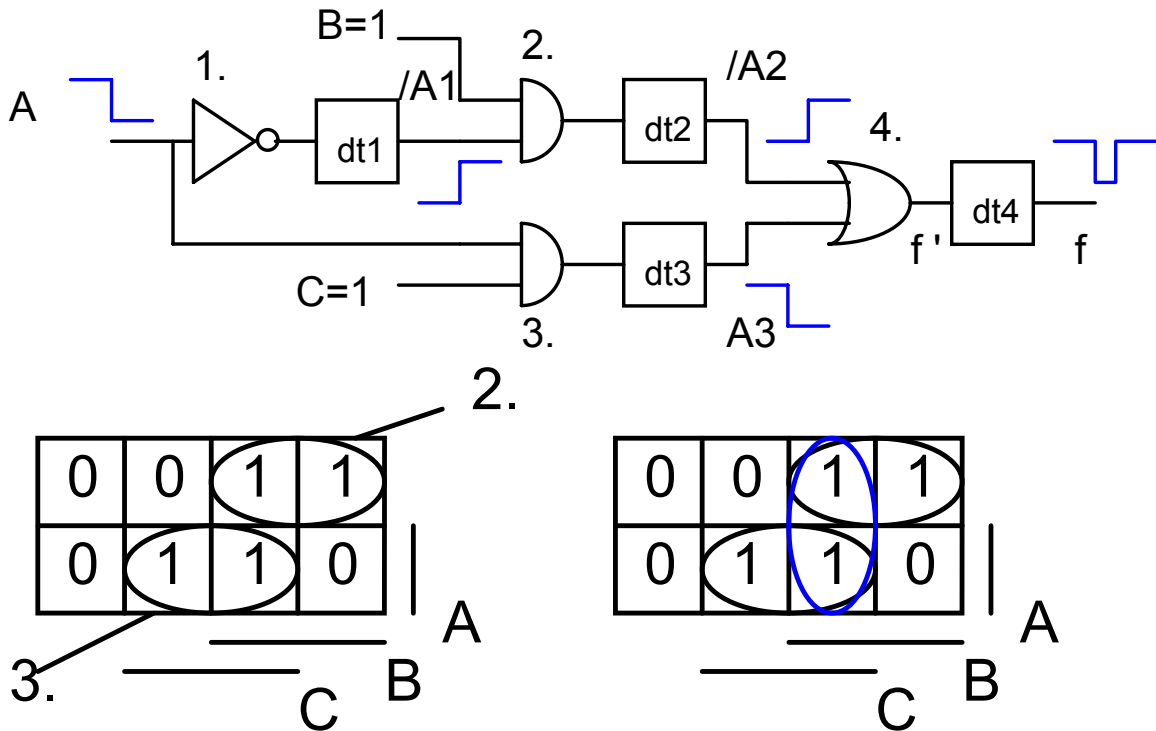 B=1
2.
1.
/A1
/A2
A
dt1
dt2
4.
dt4
f '
f
C=1
dt3
3.
A3
2.
0 0 1 1
0 1 1 0
A
B
C
3.
0 0 1 1
0 1 1 0
A
B
C